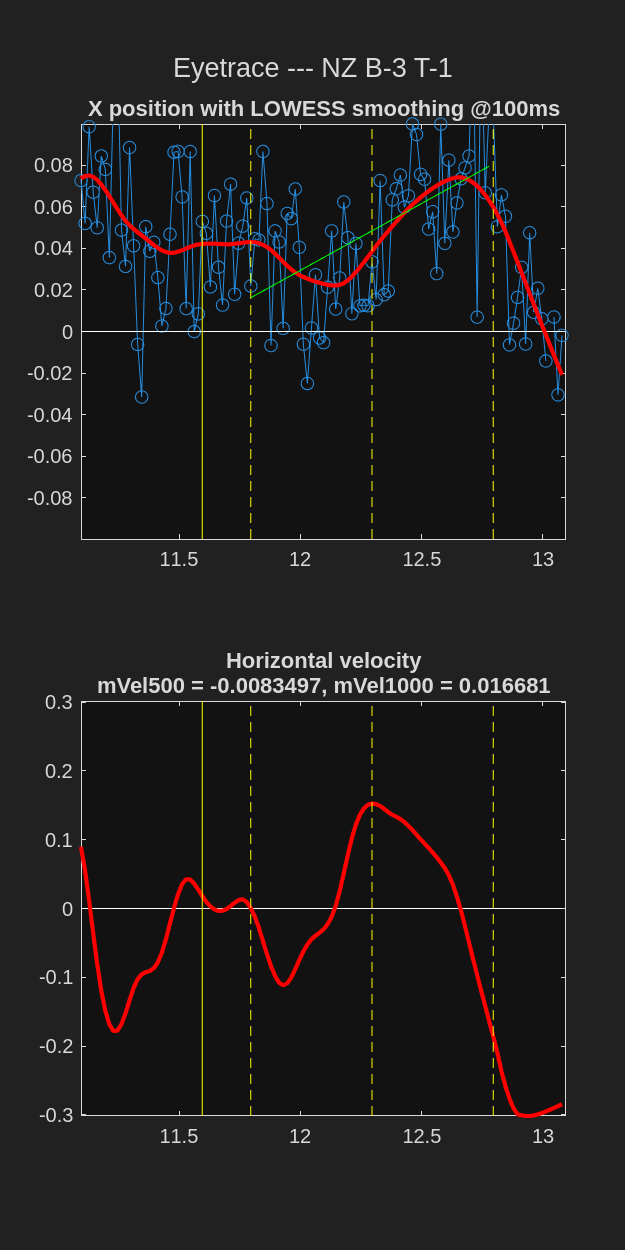 Eyetrace --- NZ B-3 T-1
X position with LOWESS smoothing @100ms
0.08
0.06
0.04
0.02
0
-0.02
-0.04
-0.06
-0.08
11.5 12 12.5 13
Horizontal velocity
mVel500 = -0.0083497, mVel1000 = 0.016681
0.3
0.2
0.1
0
-0.1
-0.2
-0.3
11.5 12 12.5 13